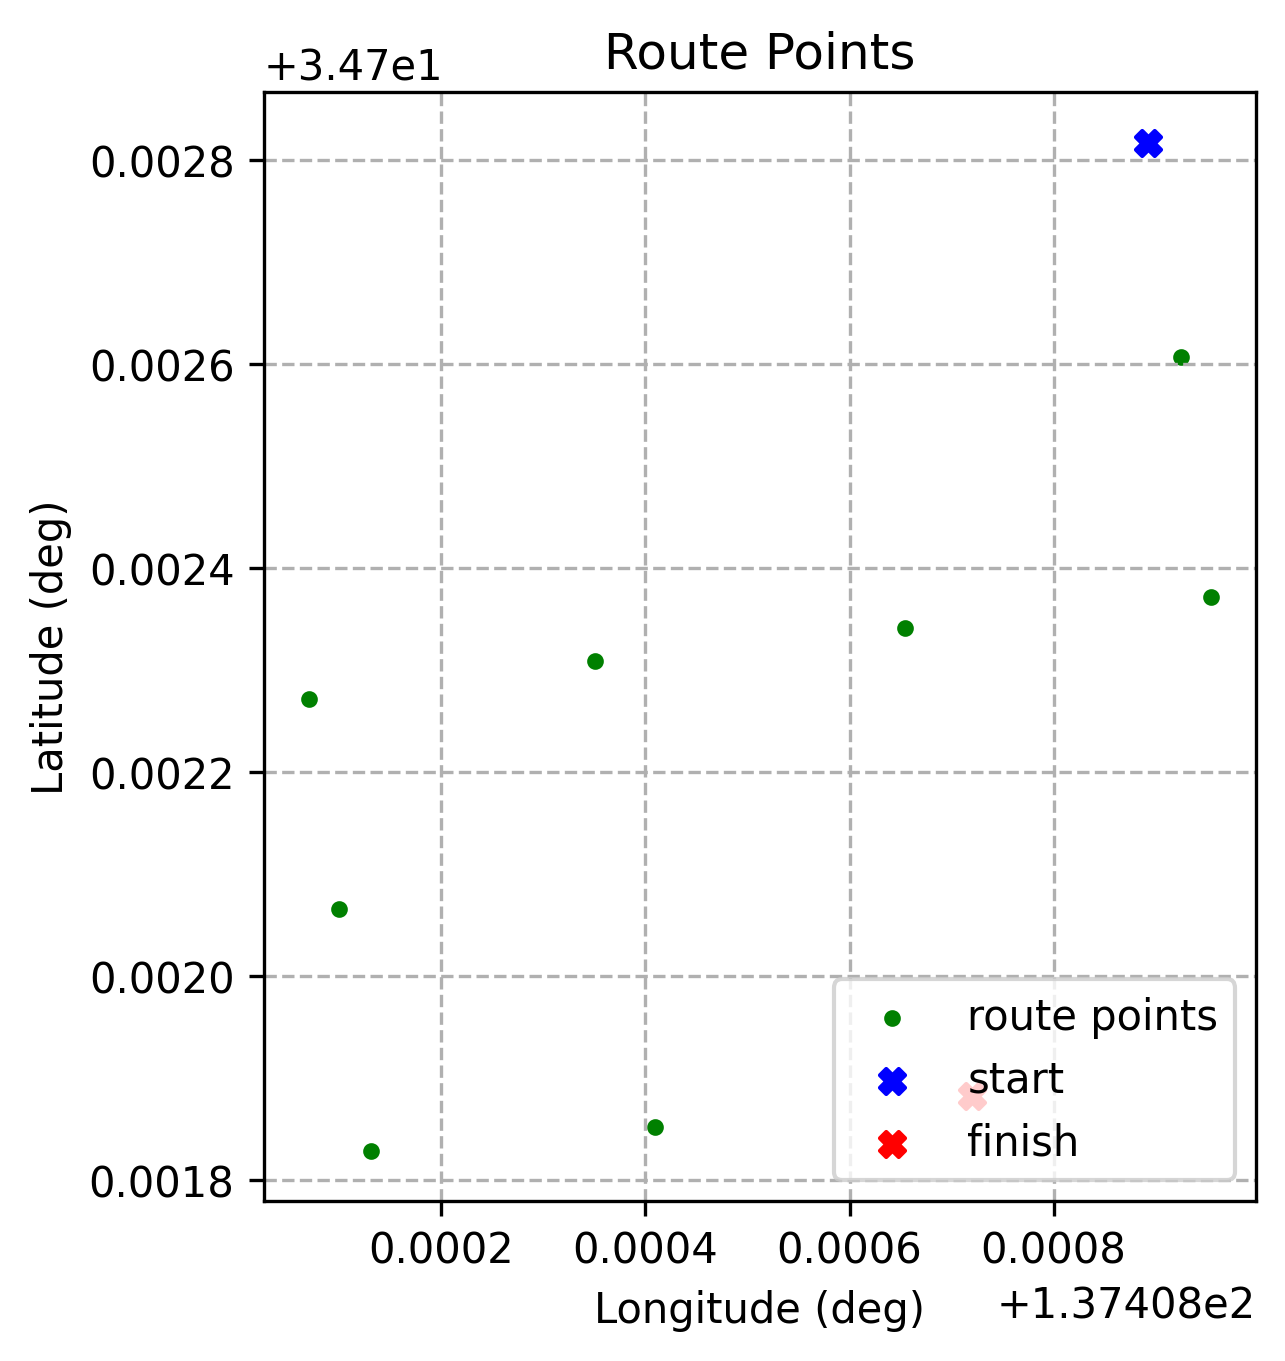 Route Points
+3.47e1
0.0028
0.0026
0.0024
0.0022
0.0020
0.0018
Latitude (deg)
route points
start
finish
0.0002 0.0004 0.0006 0.0008
Longitude (deg)
+1.37408e2